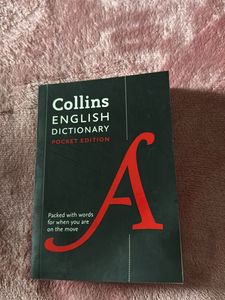 Collins
ENGLISH
DICTIONARY
POCKET EDITION
A
Packed with words
for when you are
on the move